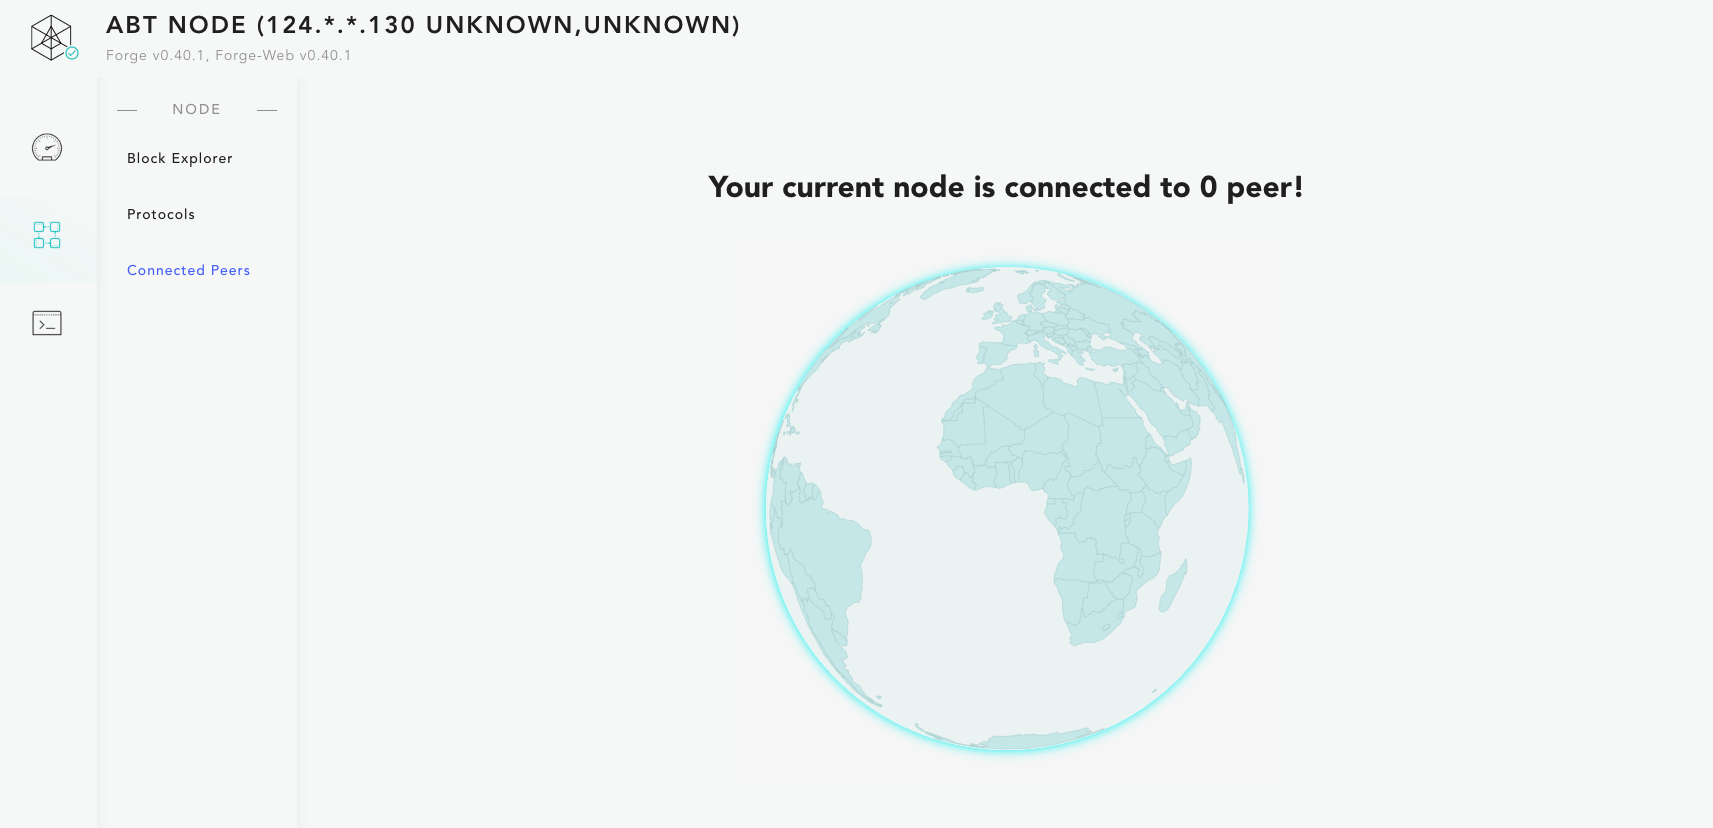 ABT NODE (124.*.*.130 UNKNOWN,UNKNOWN)
Forge v0.40.1, Forge-Web v0.40.1
NODE
Block Explorer
Protocols
Connected Peers
Your current node is connected to 0 peer!